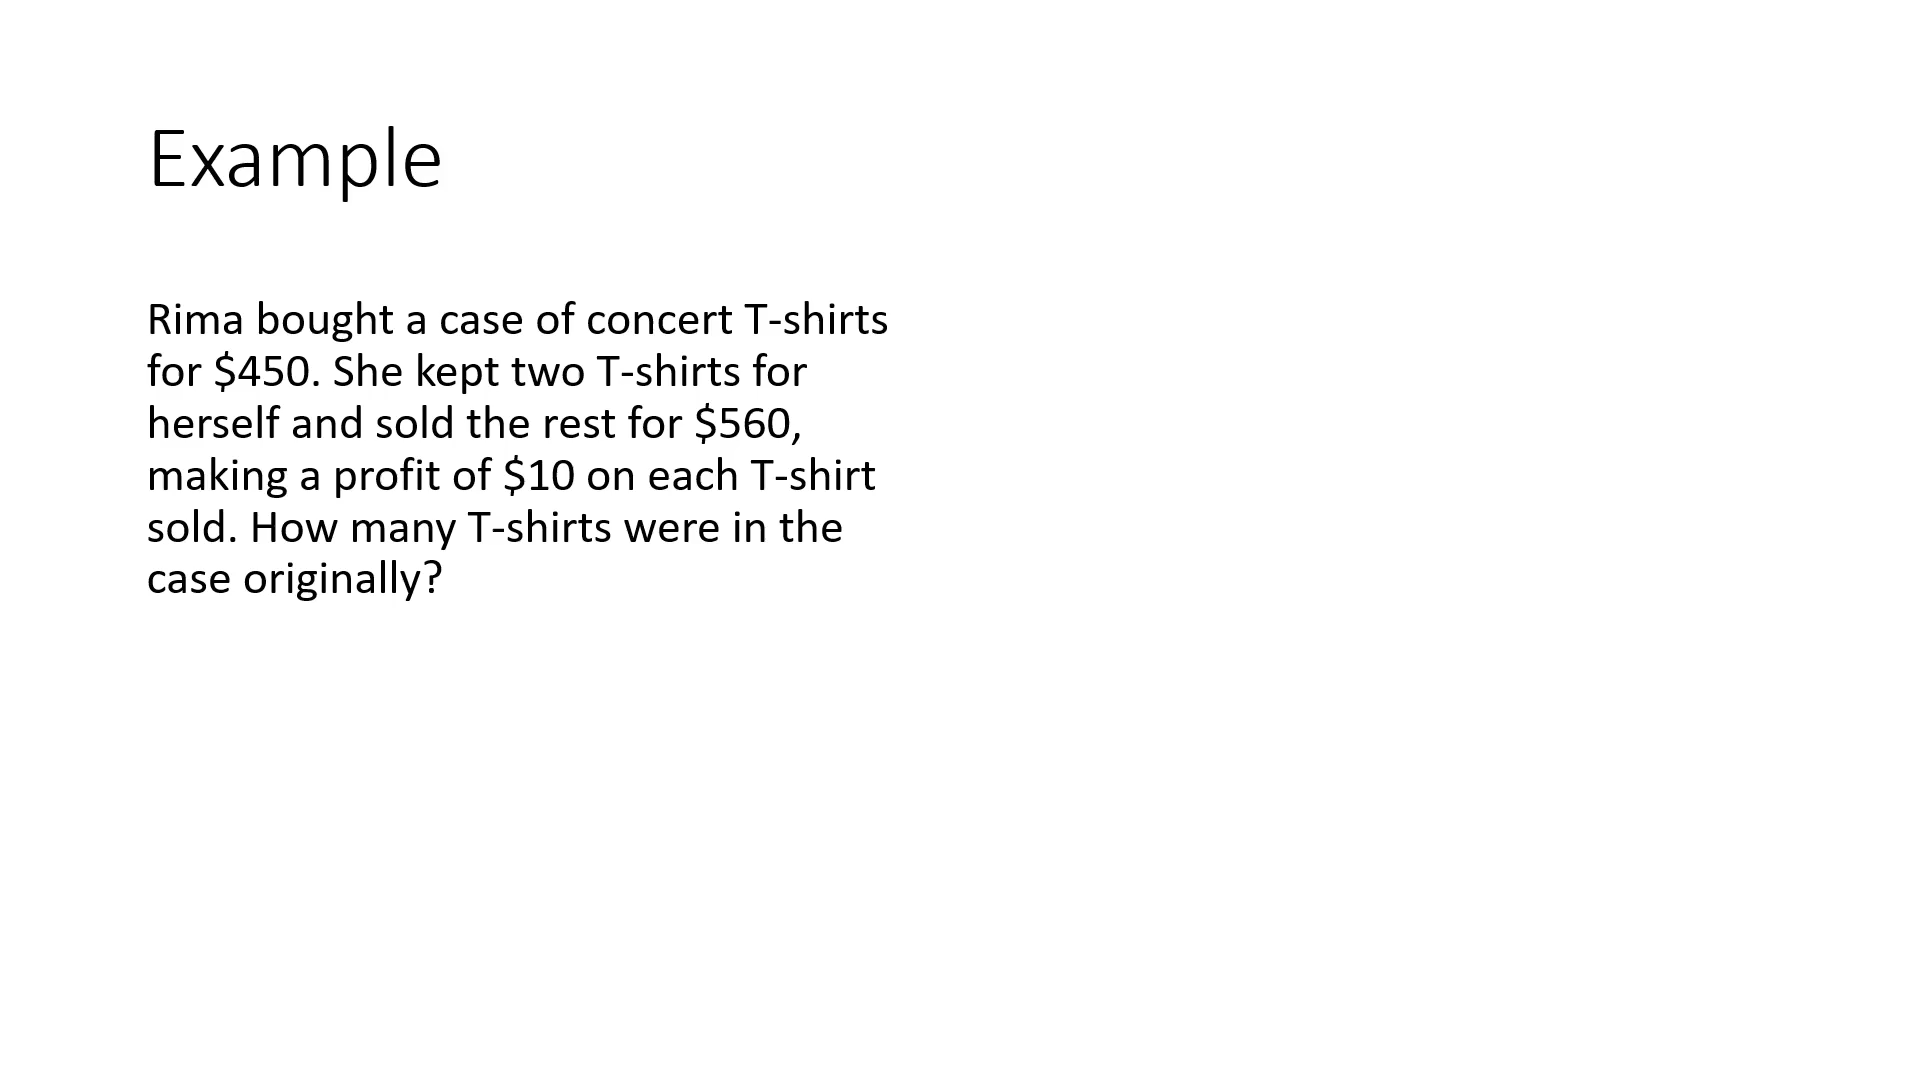 Example
Rima bought a case of concert T-shirts
for $450. She kept two T-shirts for
herself and sold the rest for $560,
making a profit of $10 on each T-shirt
sold. How many T-shirts were in the
case originally?